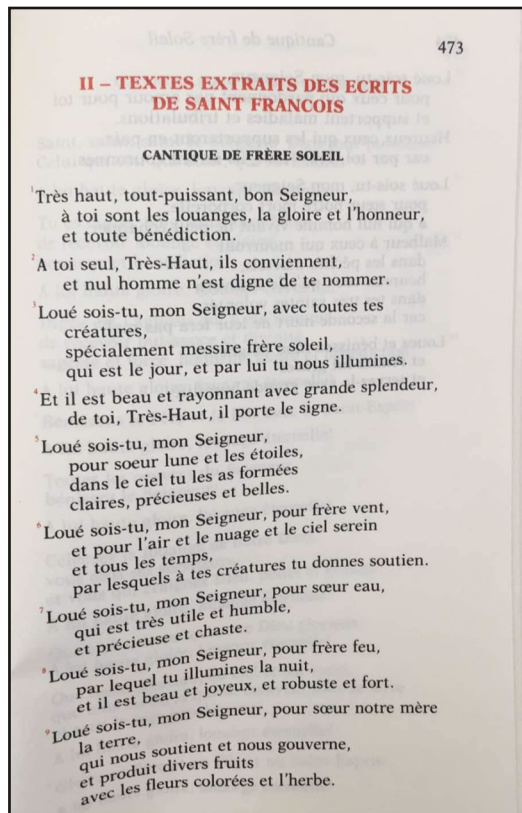 473
II – TEXTES EXTRAITS DES ECRITS
DE SAINT FRANCOIS
CANTIQUE DE FRÈRE SOLEIL
¹Très haut, tout-puissant, bon Seigneur,
à toi sont les louanges, la gloire et l'honneur,
et toute bénédiction.
²A toi seul, Très-Haut, ils conviennent,
et nul homme n'est digne de te nommer.
³Loué sois-tu, mon Seigneur, avec toutes tes
créatures,
spécialement messire frère soleil,
qui est le jour, et par lui tu nous illumines.
⁴Et il est beau et rayonnant avec grande splendeur,
de toi, Très-Haut, il porte le signe.
⁵Loué sois-tu, mon Seigneur,
pour soeur lune et les étoiles,
dans le ciel tu les as formées
claires, précieuses et belles.
⁶Loué sois-tu, mon Seigneur, pour frère vent,
et pour l'air et le nuage et le ciel serein
et tous les temps,
par lesquels à tes créatures tu donnes soutien.
⁷Loué sois-tu, mon Seigneur, pour sœur eau,
qui est très utile et humble,
et précieuse et chaste.
⁸Loué sois-tu, mon Seigneur, pour frère feu,
par lequel tu illumines la nuit,
et il est beau et joyeux, et robuste et fort.
⁹Loué sois-tu, mon Seigneur, pour sœur notre mère
la terre,
qui nous soutient et nous gouverne,
et produit divers fruits
avec les fleurs colorées et l'herbe.